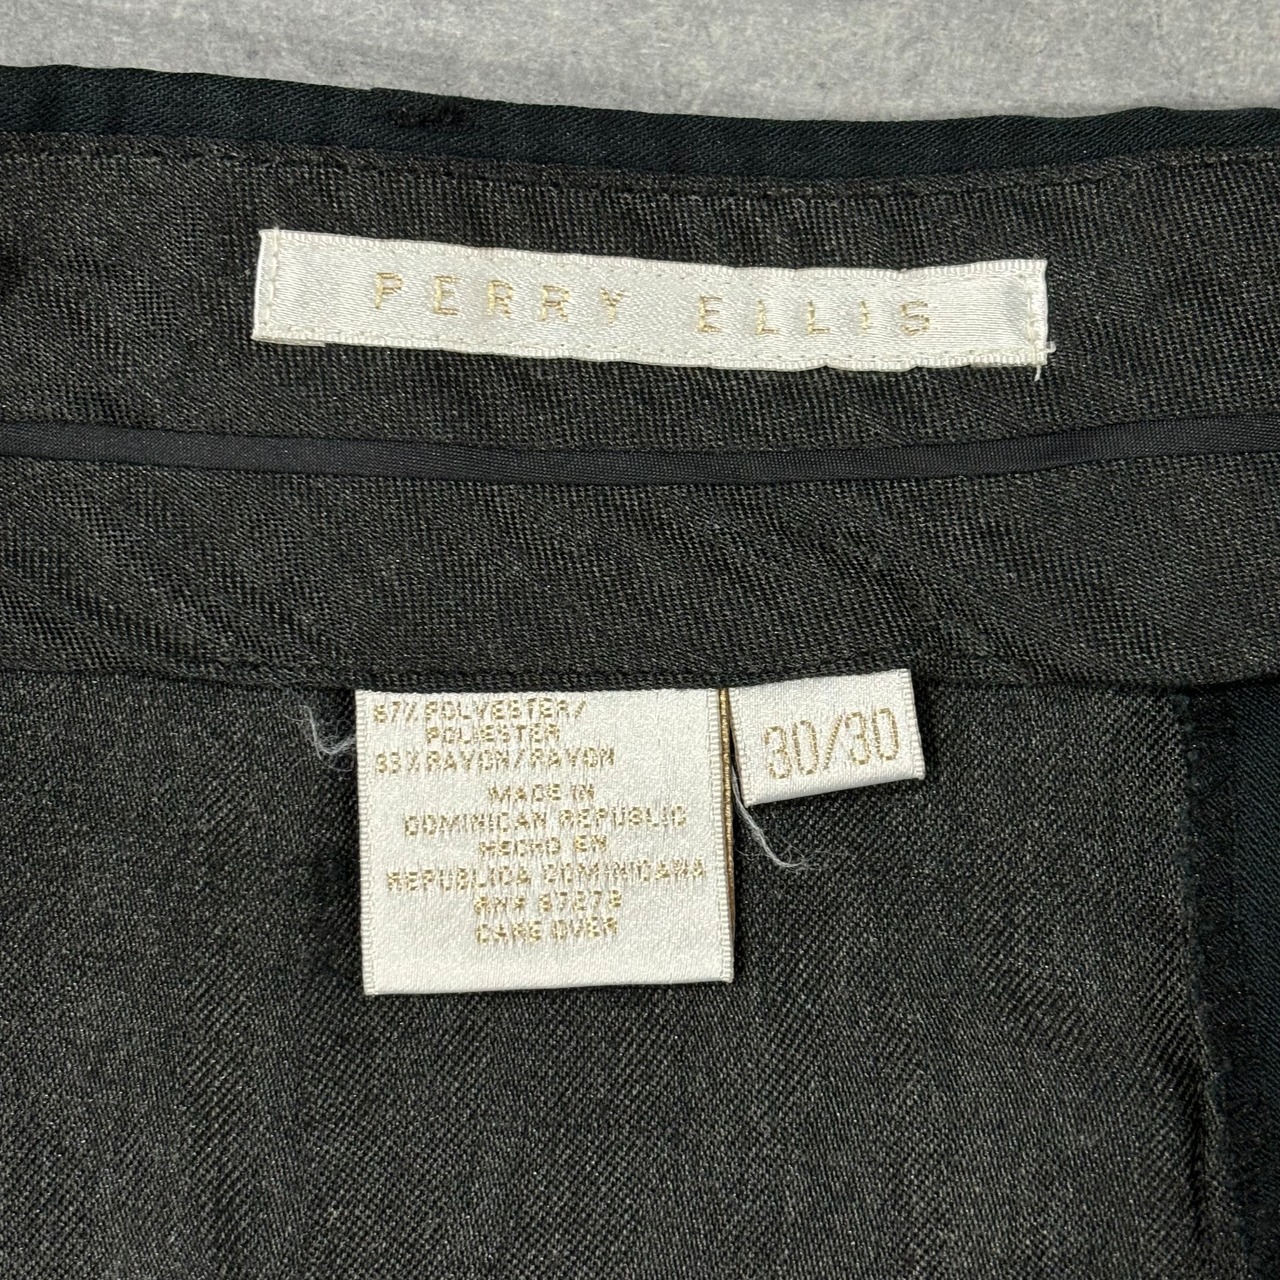 PERRY ELLIS
67% POLYESTER/
POLIESTER
33% RAYON/RAYON
MADE IN
DOMINICAN REPUBLIC
HECHO EN
REPUBLICA DOMINICANA
RN# 97279
CARE OVER
30/30